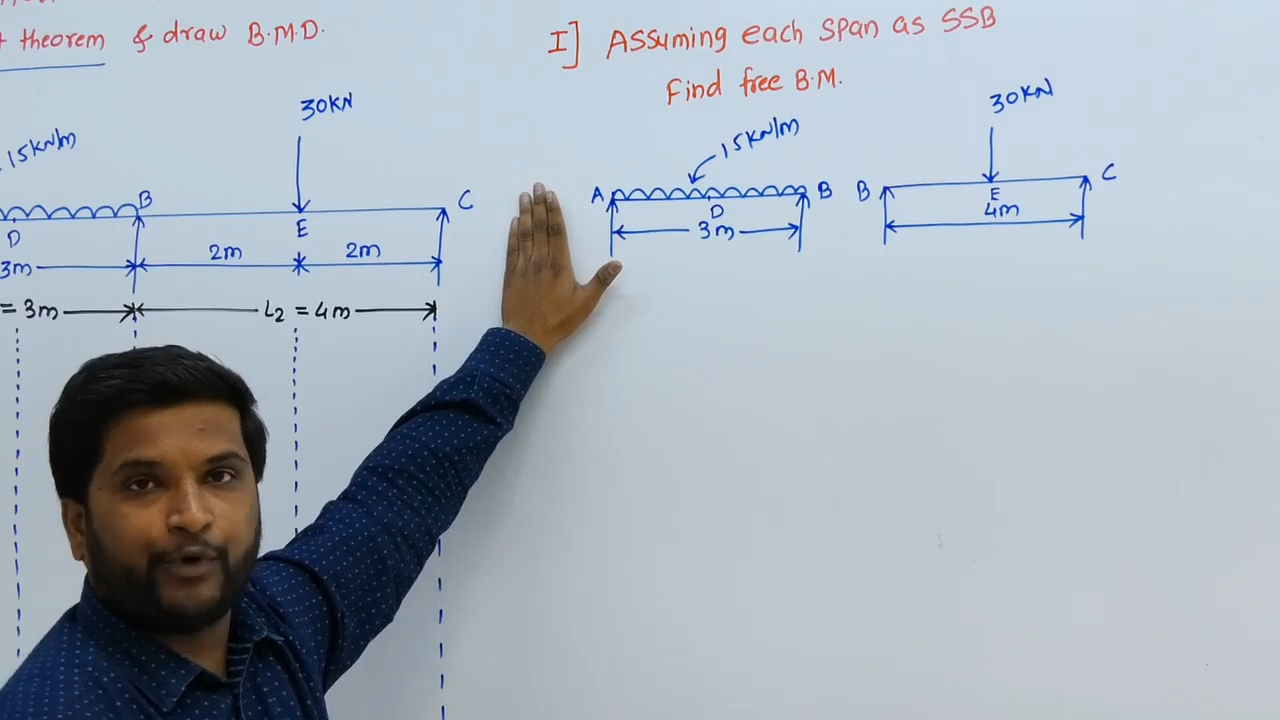 theorem & draw B.M.D.
30KN
15KN/m
B
C
D
E
2m
2m
3m
= 3m
L2 = 4m
I] Assuming each span as SSB
Find free B.M.
15KN/m
A
B
D
3m
30KN
B
C
E
4m